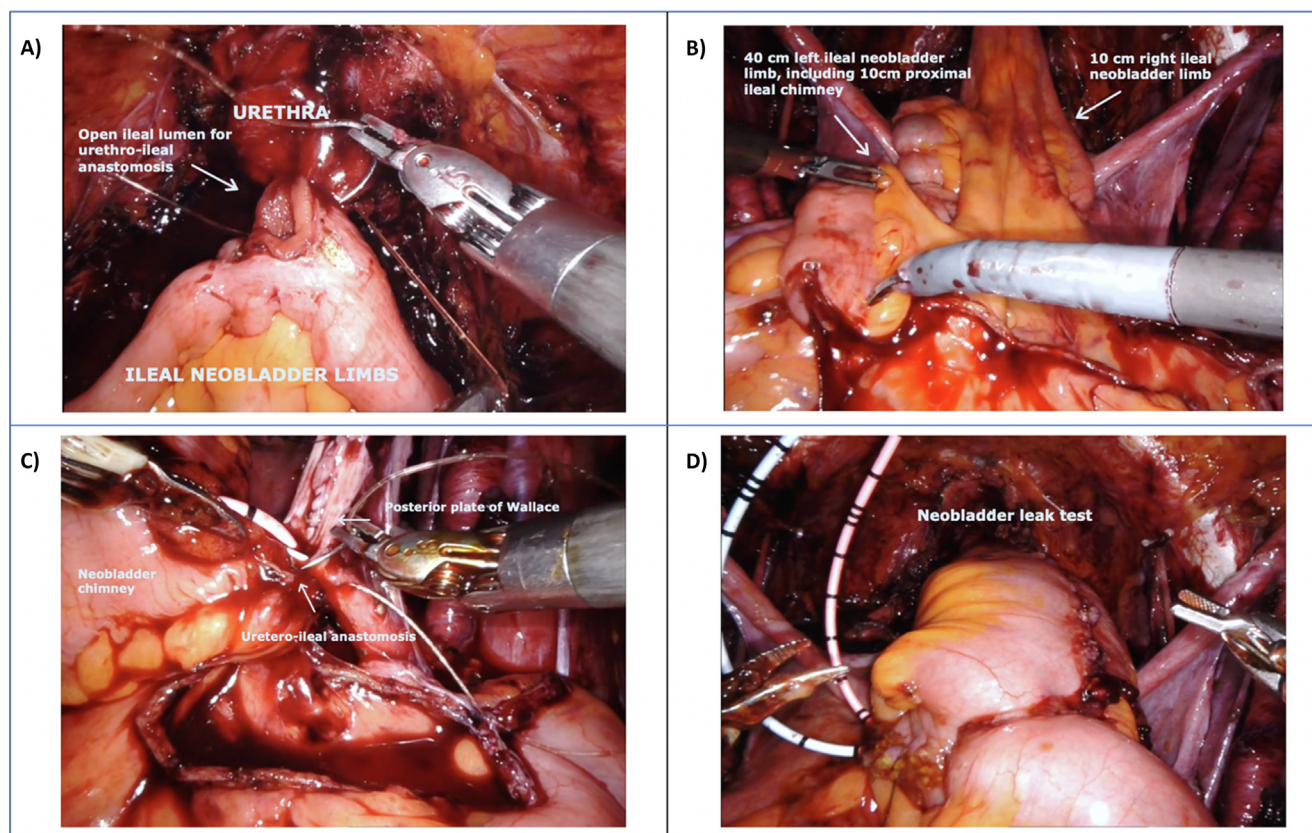 A)
URETHRA
Open ileal lumen for
urethro-ileal
anastomosis
ILEAL NEOBLADDER LIMBS
B)
40 cm left ileal neobladder
limb, including 10cm proximal
ileal chimney
10 cm right ileal
neobladder limb
C)
Posterior plate of Wallace
Neobladder
chimney
Uretero-ileal anastomosis
D)
Neobladder leak test